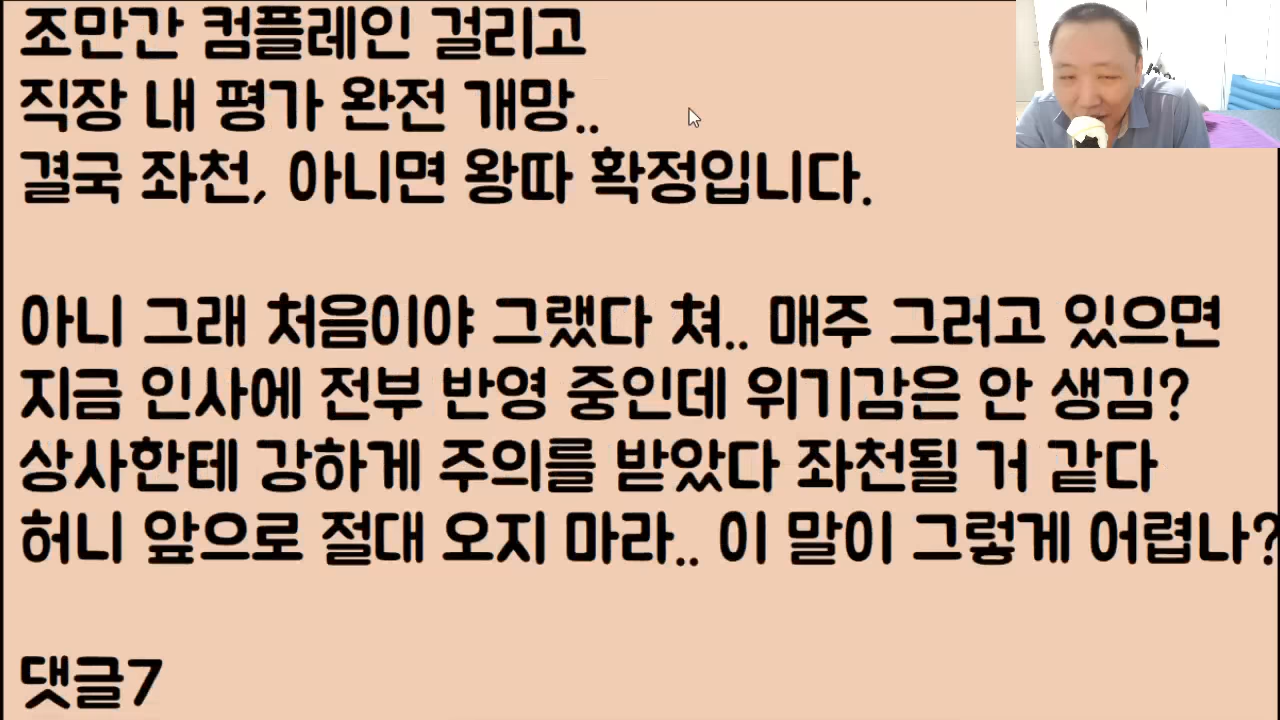 조만간 컴플레인 걸리고
직장 내 평가 완전 개망..
결국 좌천, 아니면 왕따 확정입니다.
아니 그래 처음이야 그랬다 쳐.. 매주 그러고 있으면
지금 인사에 전부 반영 중인데 위기감은 안 생김?
상사한테 강하게 주의를 받았다 좌천될 거 같다
허니 앞으로 절대 오지 마라.. 이 말이 그렇게 어렵나?
댓글7